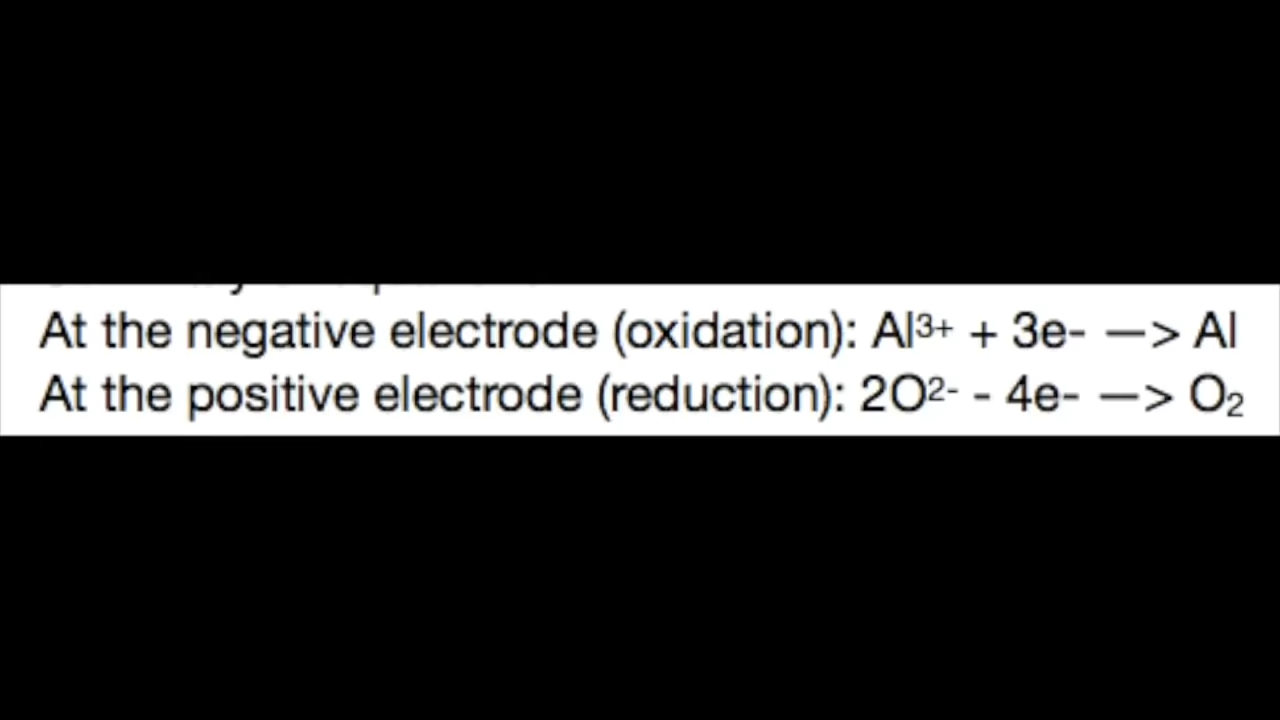 At the negative electrode (oxidation): Al³⁺ + 3e- —> Al
At the positive electrode (reduction): 2O²⁻ - 4e- —> O₂